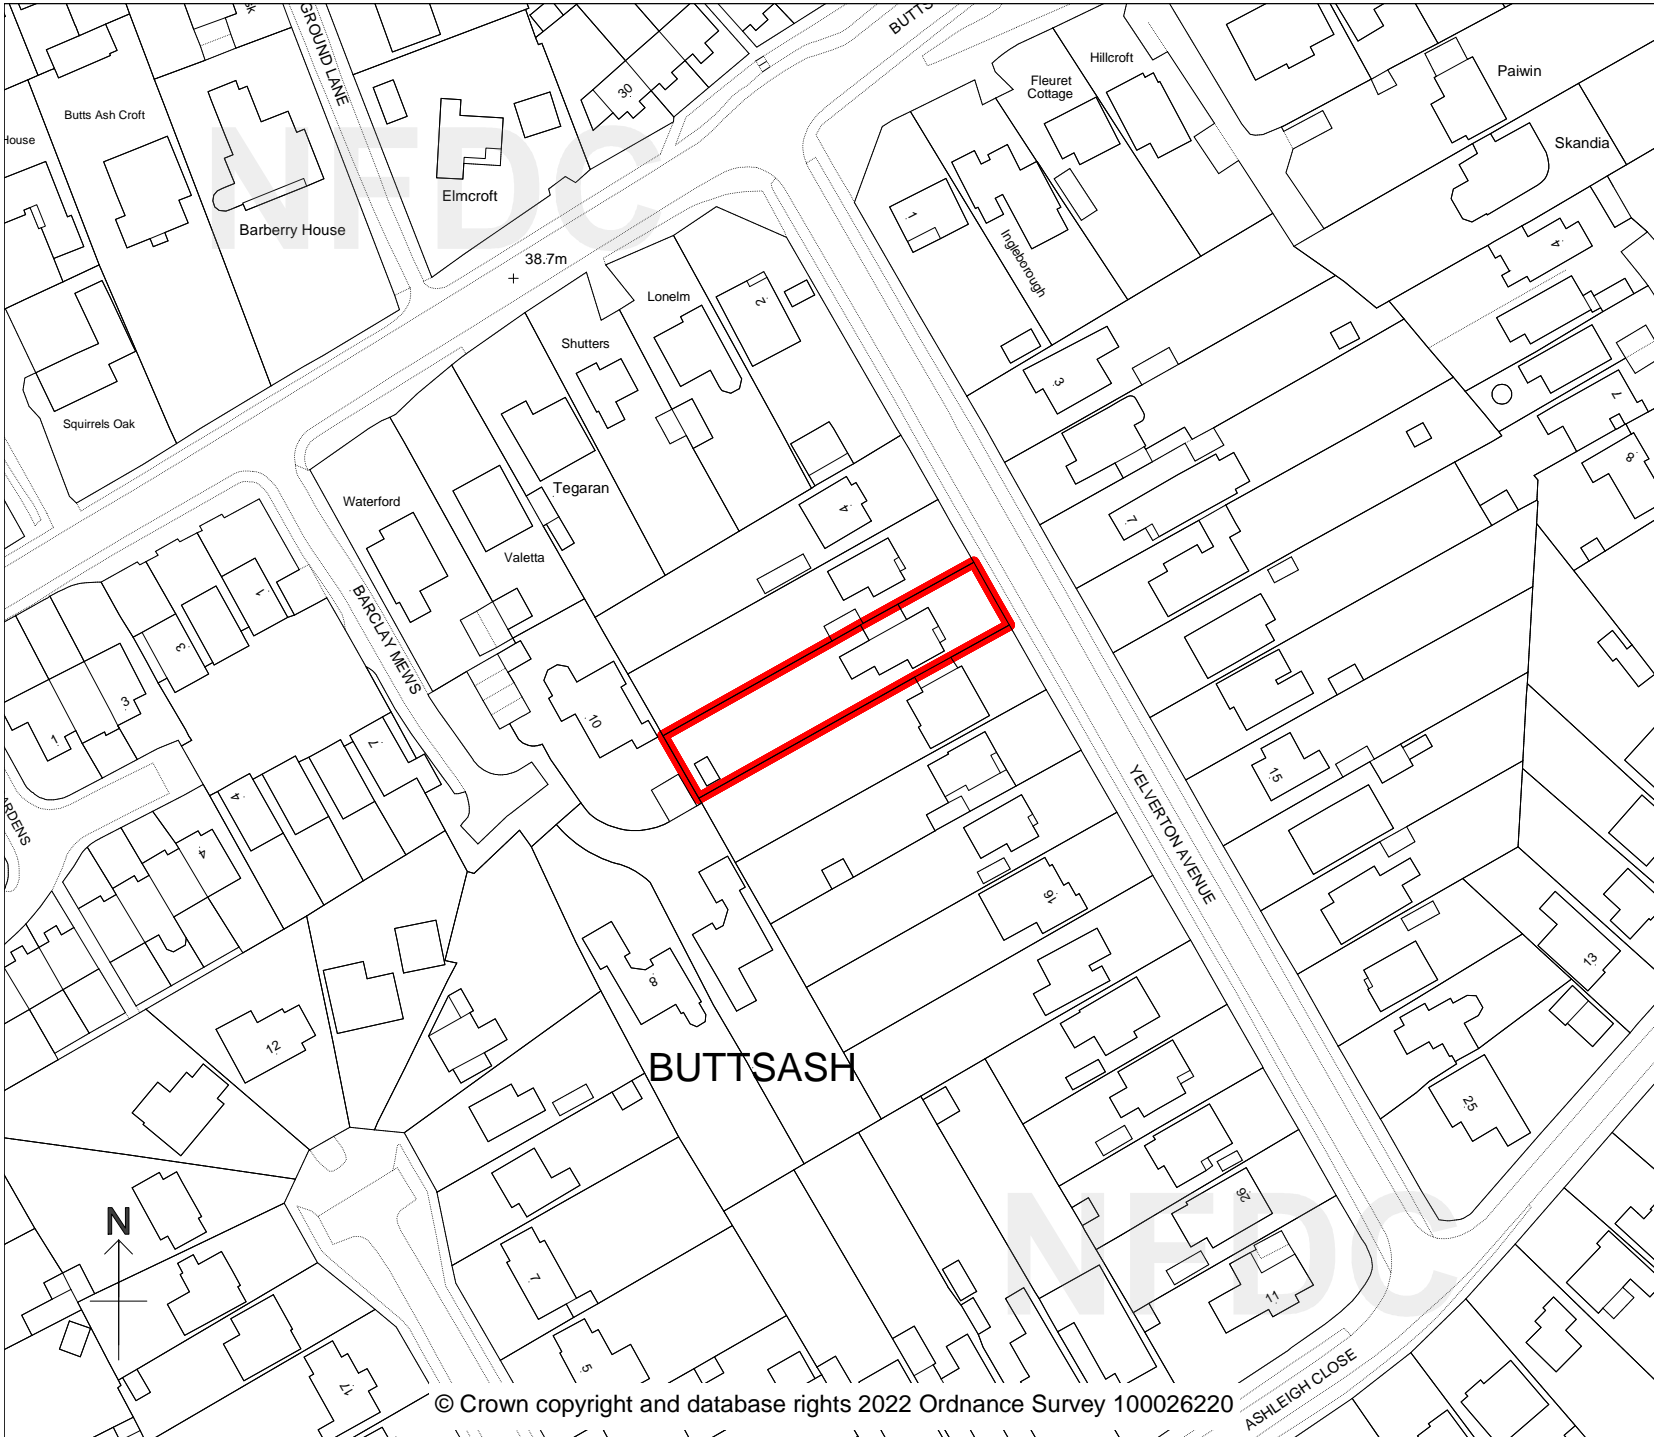 GROUND LANE
BUTTS
Butts Ash Croft
House
30
Elmcroft
Barberry House
NFDC
38.7m
Hillcroft
Fleuret
Cottage
Paiwin
Skandia
1
Ingleborough
4
Lonelm
2
Shutters
3
Squirrels Oak
7
8
Waterford
Tegaran
Valetta
4
7
BARCLAY MEWS
1
3
3
1
10
7
4
4
ARDENS
15
YELVERTON AVENUE
16
13
8
12
BUTTSASH
25
N
26
NFDC
7
11
5
17
ASHLEIGH CLOSE
© Crown copyright and database rights 2022 Ordnance Survey 100026220